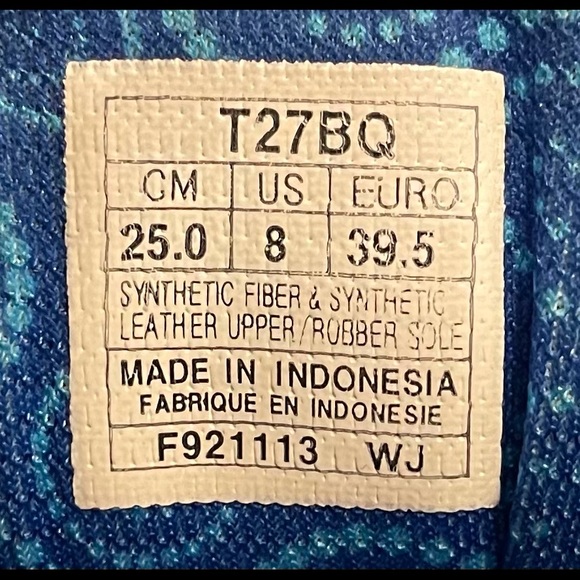 T27BQ
CM US EURO
25.0 8 39.5
SYNTHETIC FIBER & SYNTHETIC
LEATHER UPPER/RUBBER SOLE
MADE IN INDONESIA
FABRIQUE EN INDONESIE
F921113 WJ